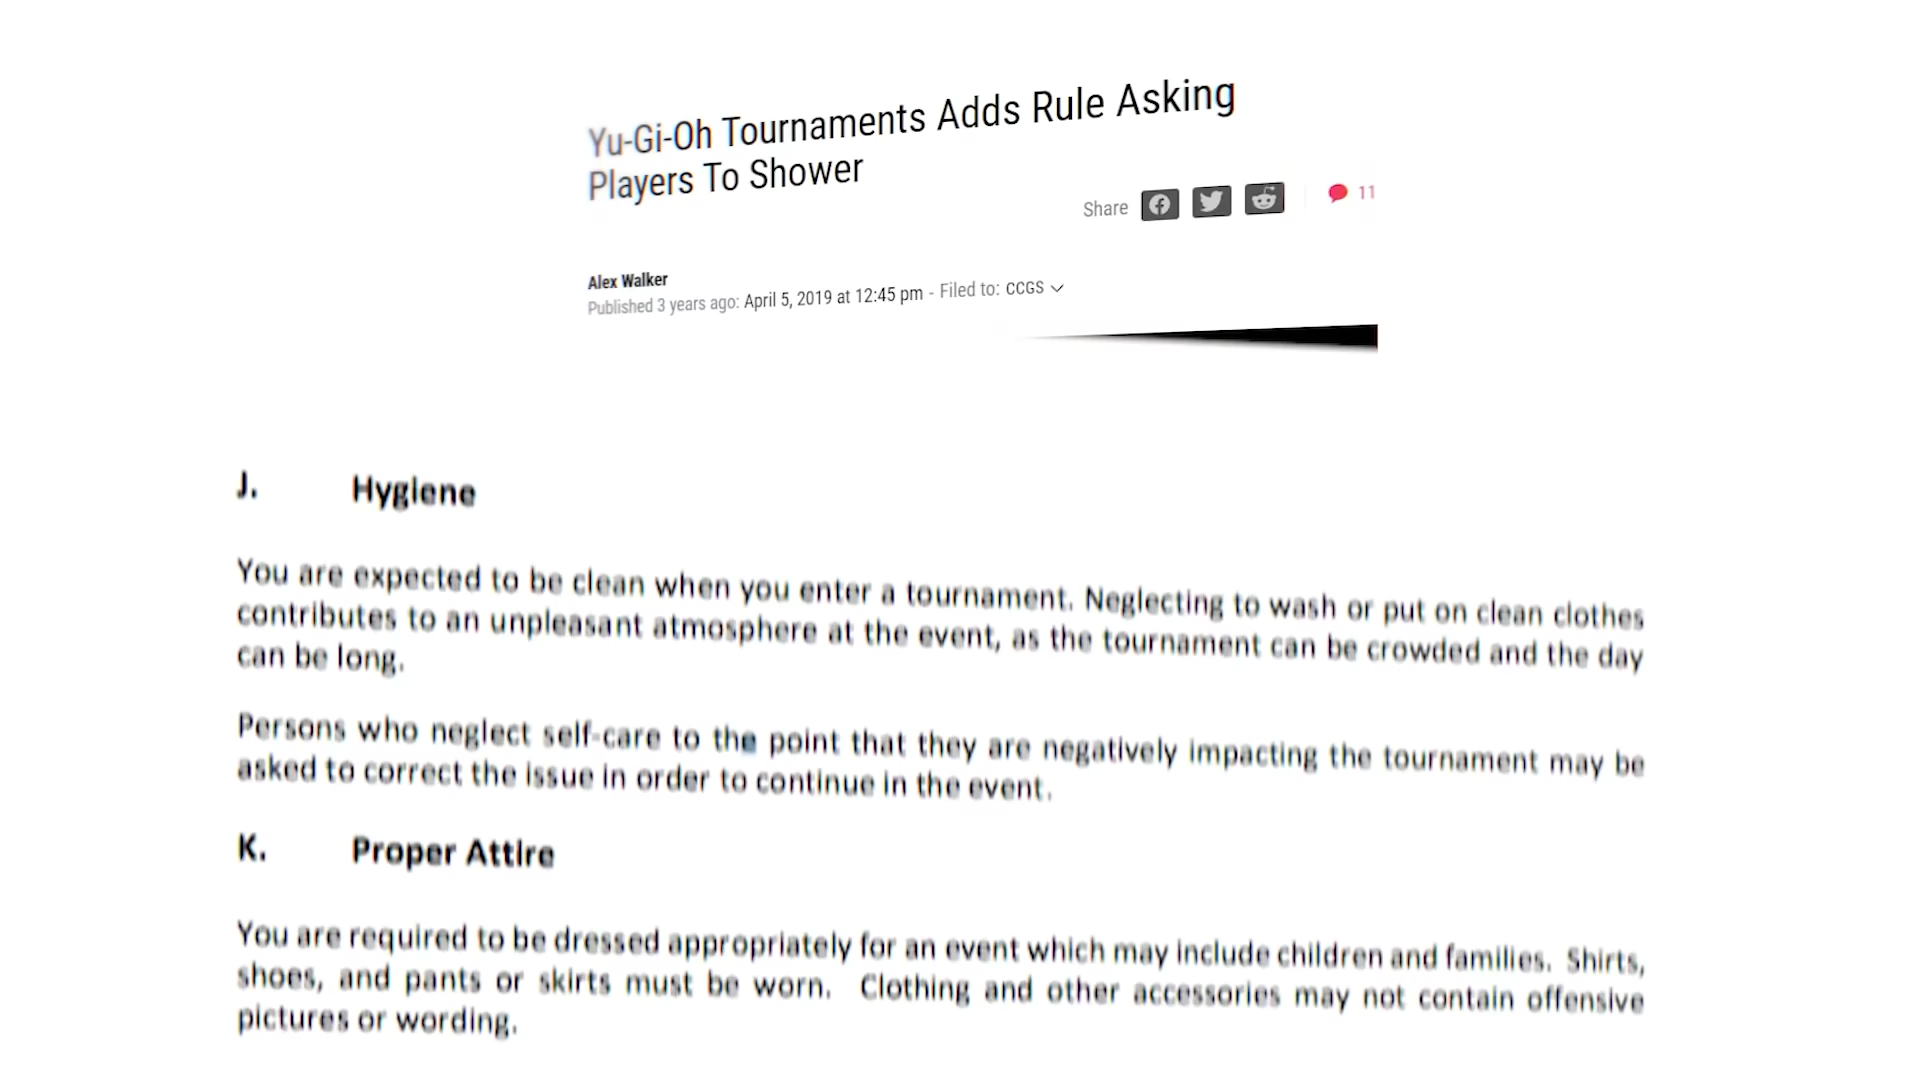 Yu-Gi-Oh Tournaments Adds Rule Asking
Players To Shower
Share
11
Alex Walker
Published 3 years ago: April 5, 2019 at 12:45 pm - Filed to: CCGS
J. Hygiene
You are expected to be clean when you enter a tournament. Neglecting to wash or put on clean clothes
contributes to an unpleasant atmosphere at the event, as the tournament can be crowded and the day
can be long.
Persons who neglect self-care to the point that they are negatively impacting the tournament may be
asked to correct the issue in order to continue in the event.
K. Proper Attire
You are required to be dressed appropriately for an event which may include children and families. Shirts,
shoes, and pants or skirts must be worn. Clothing and other accessories may not contain offensive
pictures or wording.